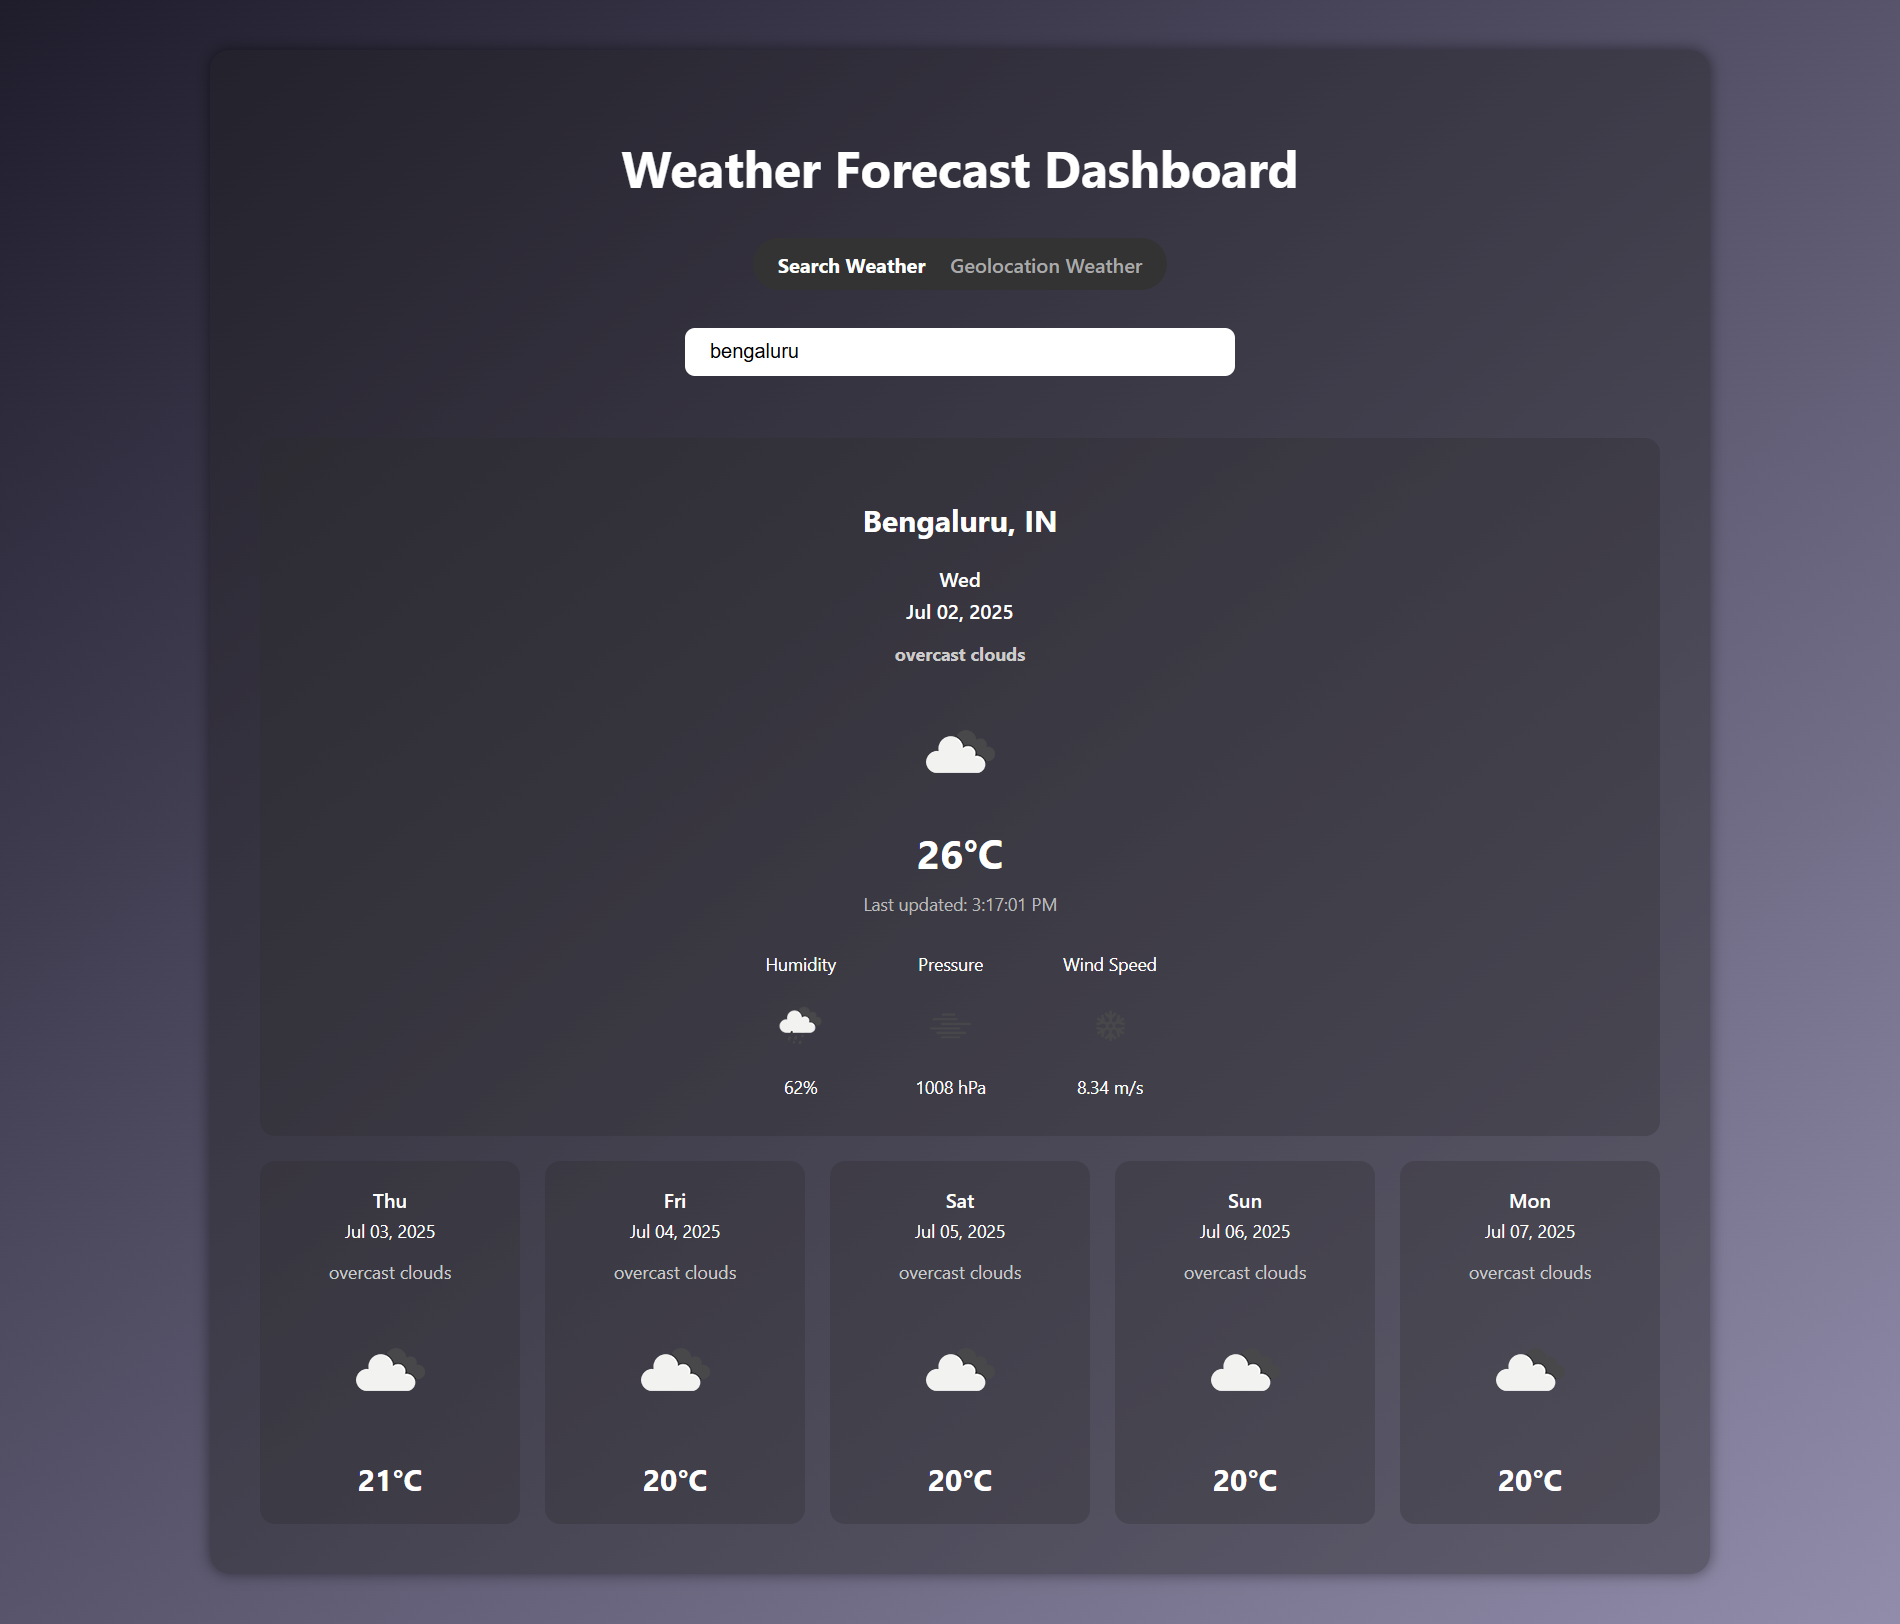 Weather Forecast Dashboard
Search Weather Geolocation Weather
bengaluru
Bengaluru, IN
Wed
Jul 02, 2025
overcast clouds
26°C
Last updated: 3:17:01 PM
Humidity Pressure Wind Speed
62% 1008 hPa 8.34 m/s
Thu Fri Sat Sun Mon
Jul 03, 2025 Jul 04, 2025 Jul 05, 2025 Jul 06, 2025 Jul 07, 2025
overcast clouds overcast clouds overcast clouds overcast clouds overcast clouds
21°C 20°C 20°C 20°C 20°C